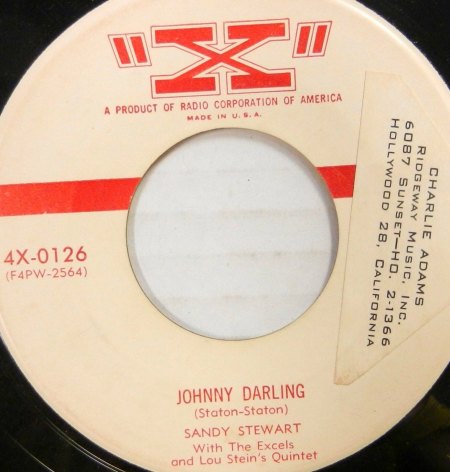 "X"
A PRODUCT OF RADIO CORPORATION OF AMERICA
MADE IN U.S.A.
4X-0126
(F4PW-2564)
CHARLIE ADAMS
RIDGEWAY MUSIC, INC.
6087 SUNSET—HO. 2-1366
HOLLYWOOD 28, CALIFORNIA
JOHNNY DARLING
(Staton-Staton)
SANDY STEWART
With The Excels
and Lou Stein's Quintet